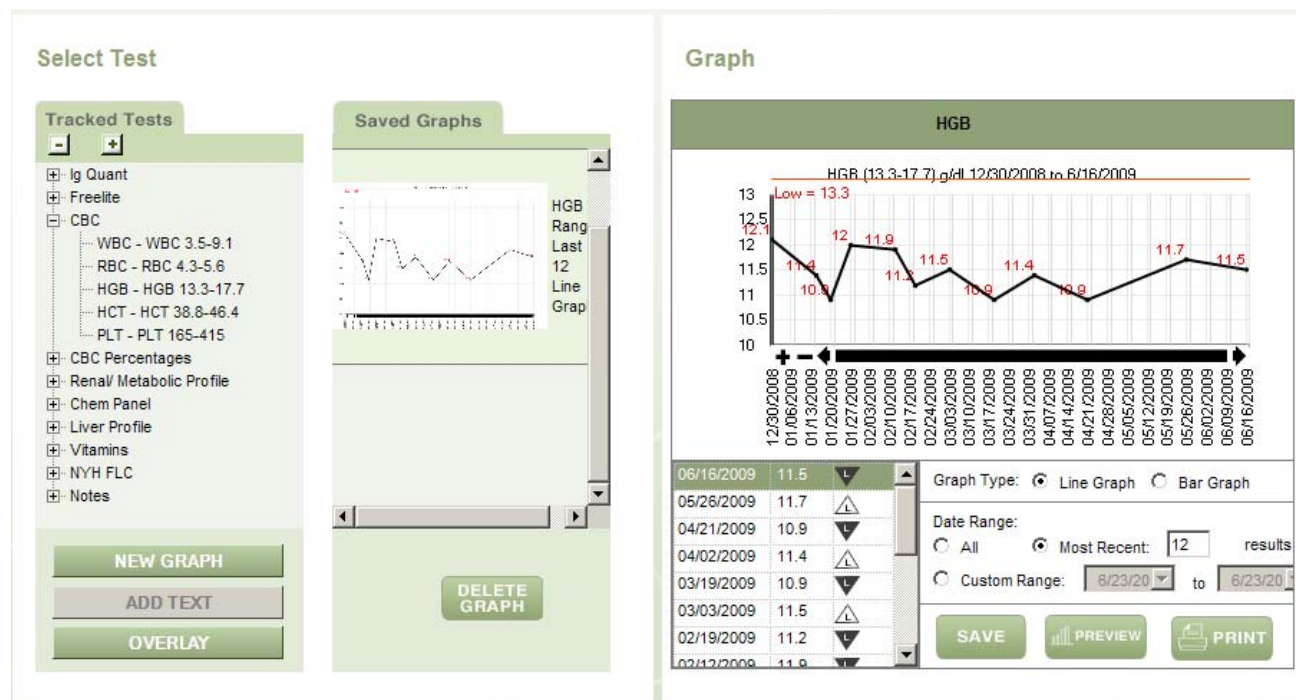 Select Test
Tracked Tests
- +
Ig Quant
Freelite
CBC
WBC - WBC 3.5-9.1
RBC - RBC 4.3-5.6
HGB - HGB 13.3-17.7
HCT - HCT 38.8-46.4
PLT - PLT 165-415
CBC Percentages
Renal/ Metabolic Profile
Chem Panel
Liver Profile
Vitamins
NYH FLC
Notes
NEW GRAPH
ADD TEXT
OVERLAY
Saved Graphs
HGB
Rang
Last
12
Line
Grap
DELETE
GRAPH
Graph
HGB
HGB (13.3-17.7) g/dl 12/30/2008 to 6/16/2009
Low = 13.3
13
12.5
12
11.5
11
10.5
10
12.1
11.4
10.9
12
11.9
11.2
11.5
10.9
11.4
10.9
11.7
11.5
12/30/2008
01/06/2009
01/13/2009
01/20/2009
01/27/2009
02/03/2009
02/10/2009
02/17/2009
02/24/2009
03/03/2009
03/10/2009
03/17/2009
03/24/2009
03/31/2009
04/07/2009
04/14/2009
04/21/2009
04/28/2009
05/05/2009
05/12/2009
05/19/2009
05/26/2009
06/02/2009
06/09/2009
06/16/2009
06/16/2009 11.5 L
05/26/2009 11.7 L
04/21/2009 10.9 L
04/02/2009 11.4 L
03/19/2009 10.9 L
03/03/2009 11.5 L
02/19/2009 11.2 L
02/12/2009 11.9
Graph Type: Line Graph Bar Graph
Date Range:
All Most Recent: 12 results
Custom Range: 6/23/20 to 6/23/20
SAVE PREVIEW PRINT